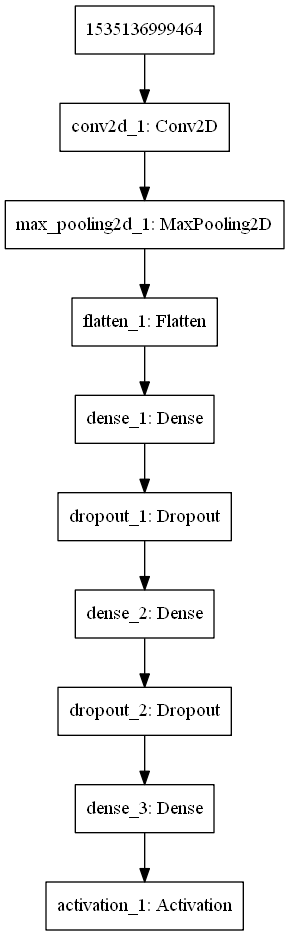 1535136999464
conv2d_1: Conv2D
max_pooling2d_1: MaxPooling2D
flatten_1: Flatten
dense_1: Dense
dropout_1: Dropout
dense_2: Dense
dropout_2: Dropout
dense_3: Dense
activation_1: Activation